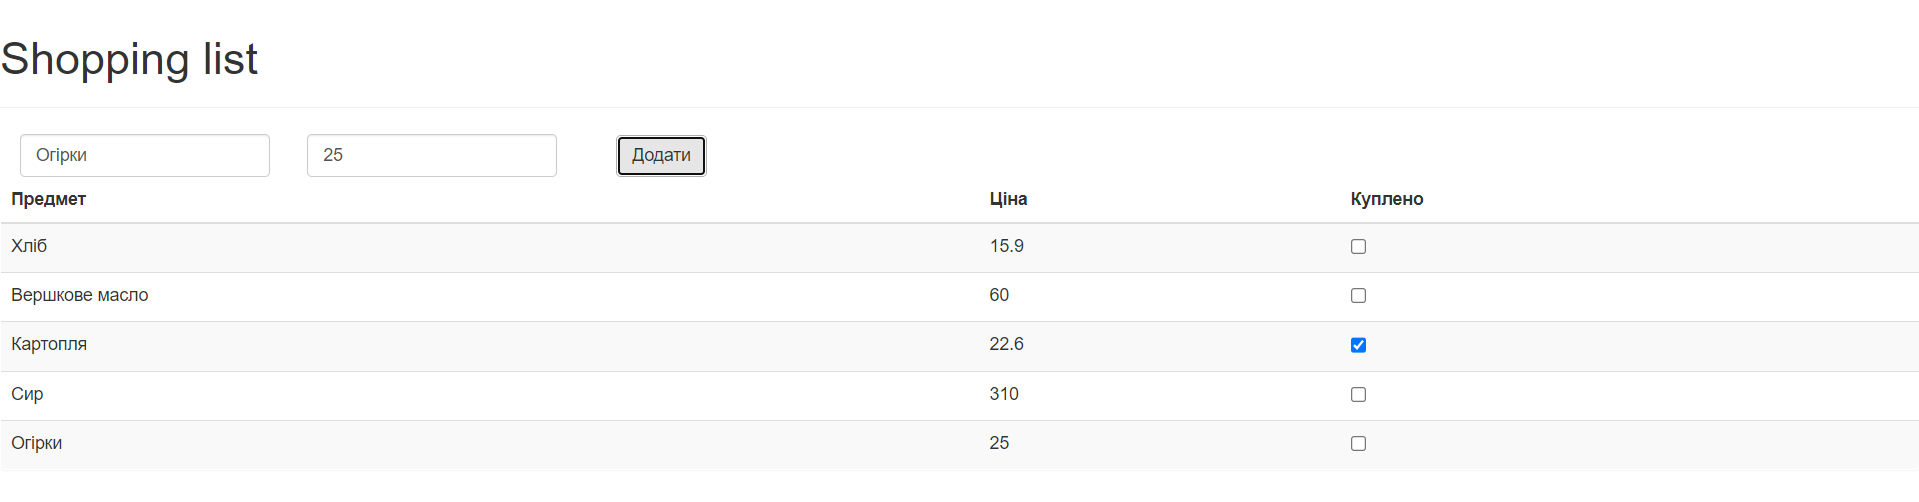 Shopping list
Огірки 25 Додати
Предмет Ціна Куплено
Хліб 15.9
Вершкове масло 60
Картопля 22.6
Сир 310
Огірки 25